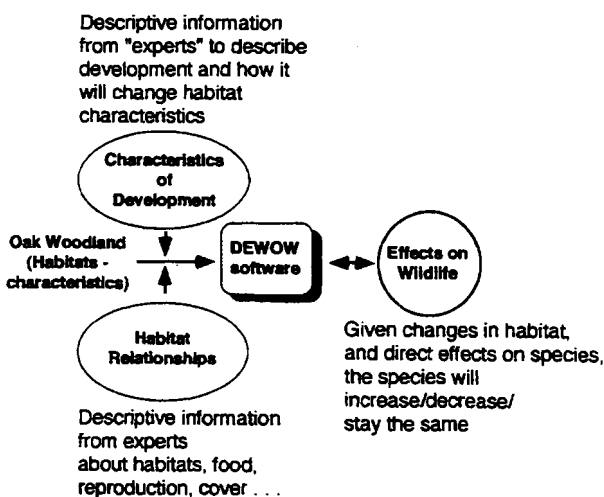 Descriptive information
from "experts" to describe
development and how it
will change habitat
characteristics
Characteristics
of
Development
Oak Woodland
(Habitats -
characteristics)
DEWOW
software
Effects on
Wildlife
Habitat
Relationships
Given changes in habitat,
and direct effects on species,
the species will
increase/decrease/
stay the same
Descriptive information
from experts
about habitats, food,
reproduction, cover . . .